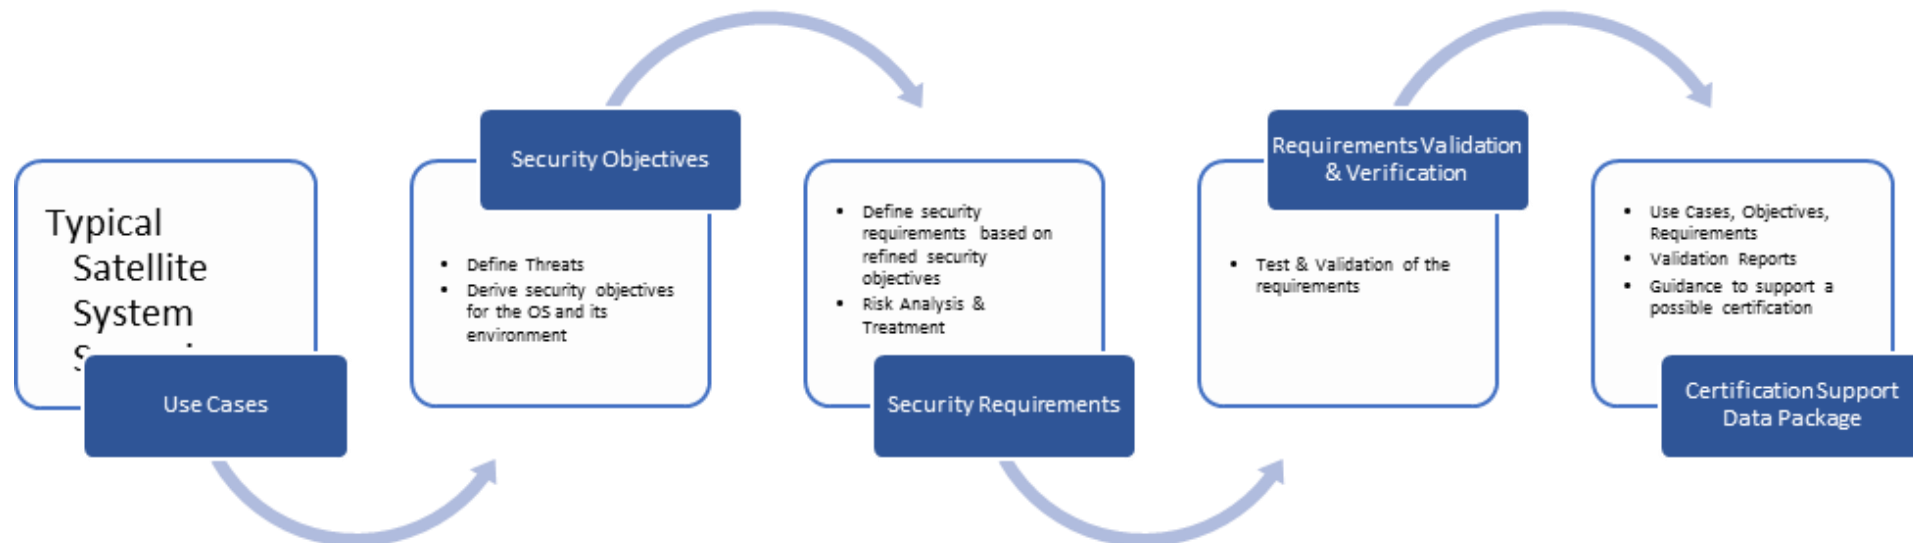 Typical
Satellite
System
Use Cases
Security Objectives
• Define Threats
• Derive security objectives
for the OS and its
environment
• Define security
requirements based on
refined security
objectives
• Risk Analysis &
Treatment
Security Requirements
Requirements Validation
& Verification
• Test & Validation of the
requirements
• Use Cases, Objectives,
Requirements
• Validation Reports
• Guidance to support a
possible certification
Certification Support
Data Package